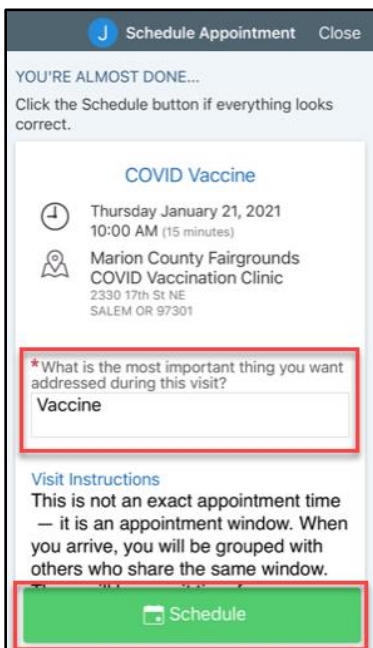 J Schedule Appointment Close
YOU'RE ALMOST DONE...
Click the Schedule button if everything looks
correct.
COVID Vaccine
Thursday January 21, 2021
10:00 AM (15 minutes)
Marion County Fairgrounds
COVID Vaccination Clinic
2330 17th St NE
SALEM OR 97301
*What is the most important thing you want
addressed during this visit?
Vaccine
Visit Instructions
This is not an exact appointment time
— it is an appointment window. When
you arrive, you will be grouped with
others who share the same window.
Schedule